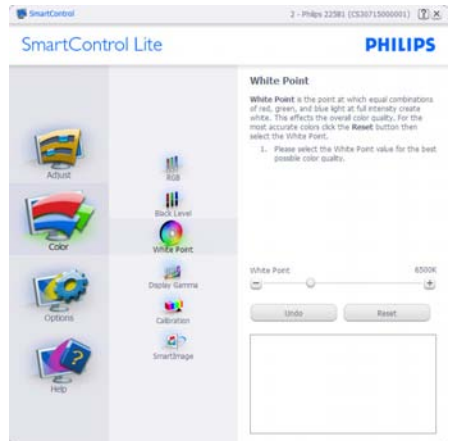 SmartControl
2 - Philips 225B1 (CS30715000001)
SmartControl Lite
PHILIPS
Adjust
Color
Options
Help
RGB
Black Level
White Point
Display Gamma
Calibration
SmartImage
White Point
White Point is the point at which equal combinations
of red, green, and blue light at full intensity create
white. This effects the overall color quality. For the
most accurate colors click the Reset button then
select the White Point.
1. Please select the White Point value for the best
possible color quality.
White Point 6500K
Undo Reset